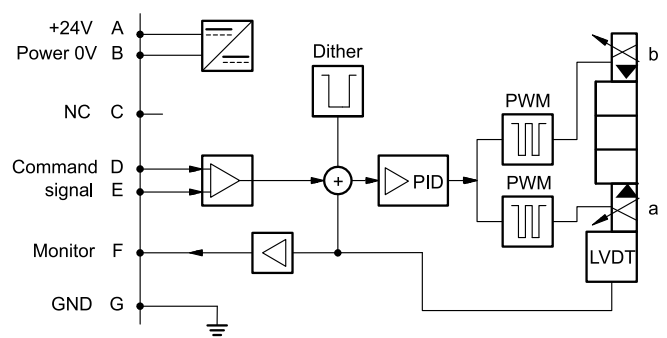 +24V A
Power 0V B
Dither
b
NC C
PWM
Command D
signal E
+
PID
PWM
a
Monitor F
LVDT
GND G